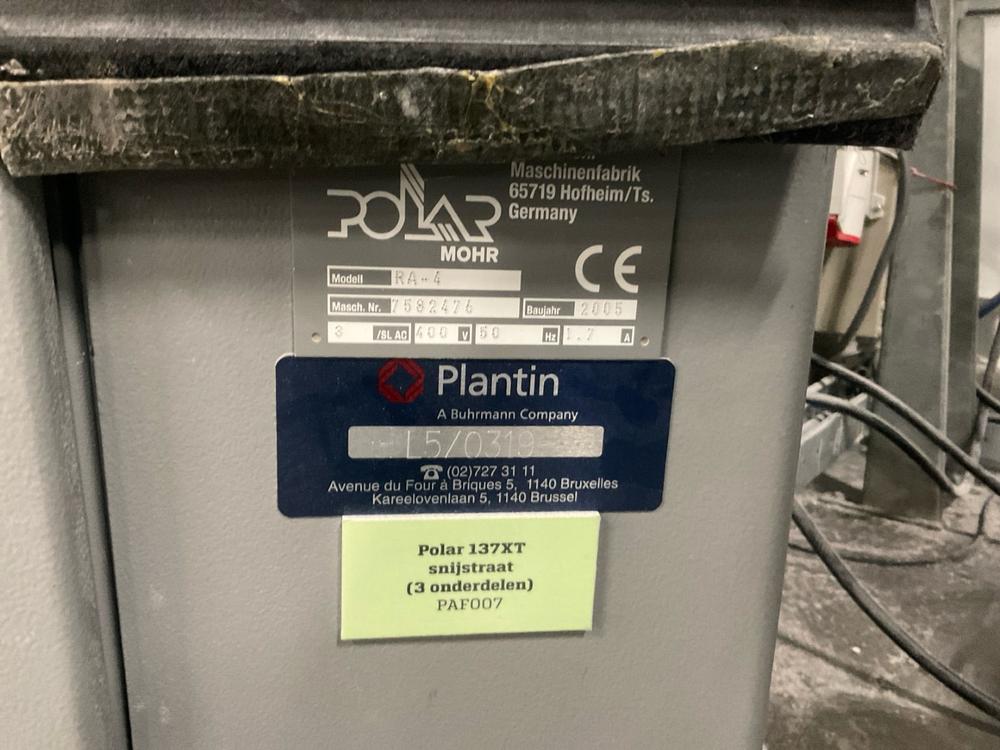 Maschinenfabrik
65719 Hofheim/Ts.
Germany
POLAR
MOHR
CE
Modell RA-4
Masch. Nr. 7582476 Baujahr 2005
3 /SL AC 400 V 50 Hz 1.7 A
Plantin
A Buhrmann Company
L5/0319
☎ (02)727 31 11
Avenue du Four à Briques 5, 1140 Bruxelles
Kareelovenlaan 5, 1140 Brussel
Polar 137XT
snijstraat
(3 onderdelen)
PAF007